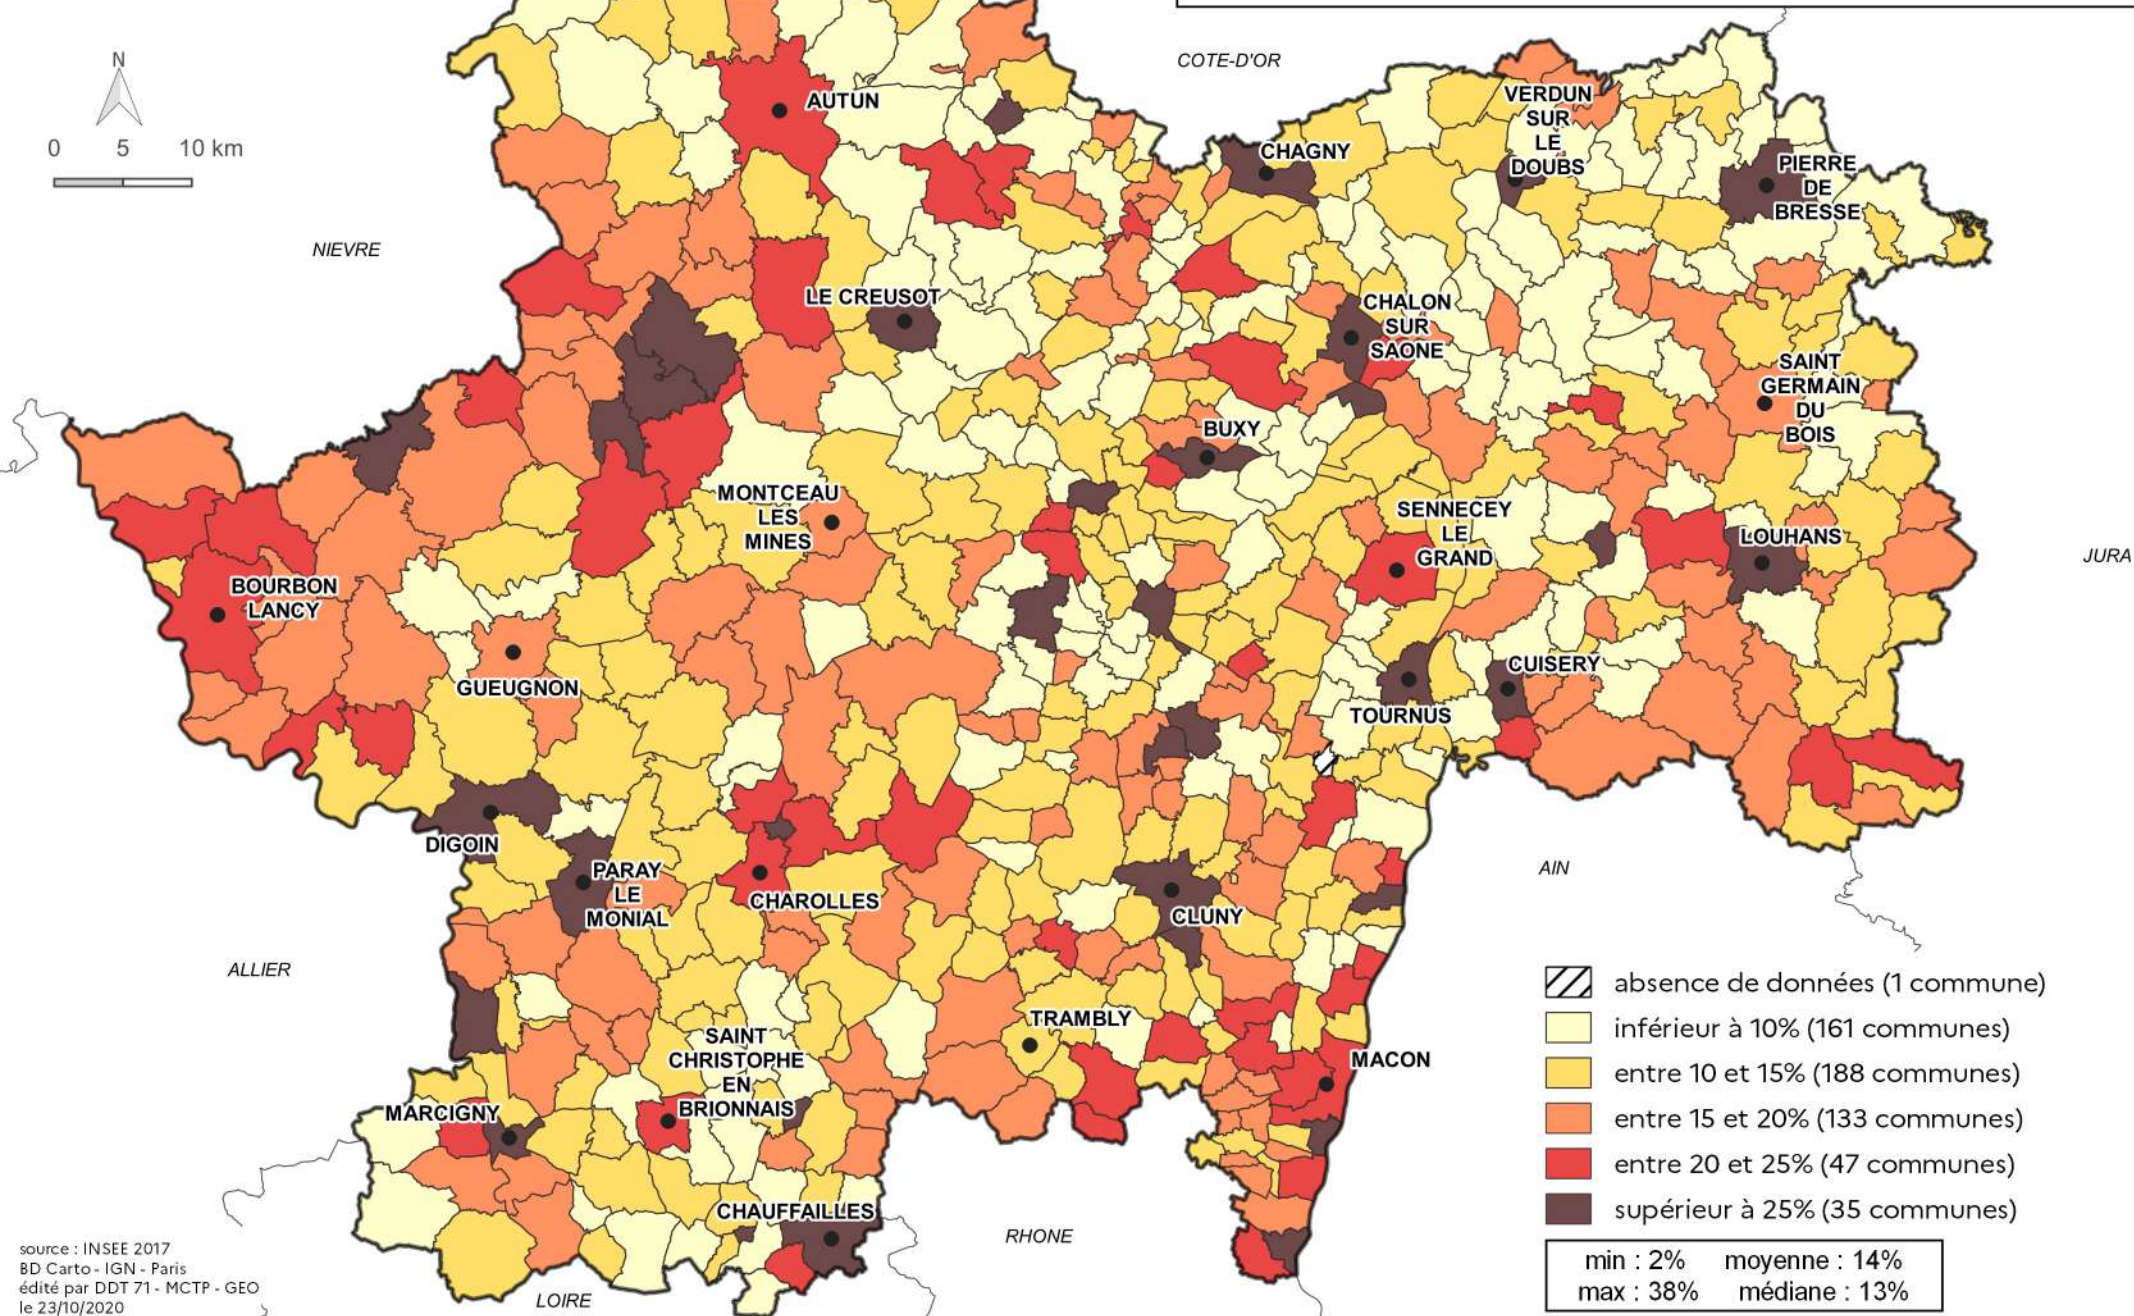 COTE-D'OR
N
0 5 10 km
AUTUN
VERDUN
SUR
LE
DOUBS
CHAGNY
PIERRE
DE
BRESSE
NIEVRE
LE CREUSOT
CHALON
SUR
SAONE
SAINT
GERMAIN
DU
BOIS
BUXY
MONTCEAU
LES
MINES
SENNECEY
LE
GRAND
LOUHANS
JURA
BOURBON
LANCY
GUEUGNON
CUISERY
TOURNUS
DIGOIN
PARAY
LE
MONIAL
CHAROLLES
CLUNY
AIN
ALLIER
TRAMBLY
SAINT
CHRISTOPHE
EN
BRIONNAIS
MACON
MARCIGNY
CHAUFFAILLES
RHONE
LOIRE
absence de données (1 commune)
inférieur à 10% (161 communes)
entre 10 et 15% (188 communes)
entre 15 et 20% (133 communes)
entre 20 et 25% (47 communes)
supérieur à 25% (35 communes)
min : 2% moyenne : 14%
max : 38% médiane : 13%
source : INSEE 2017
BD Carto - IGN - Paris
édité par DDT 71 - MCTP - GEO
le 23/10/2020